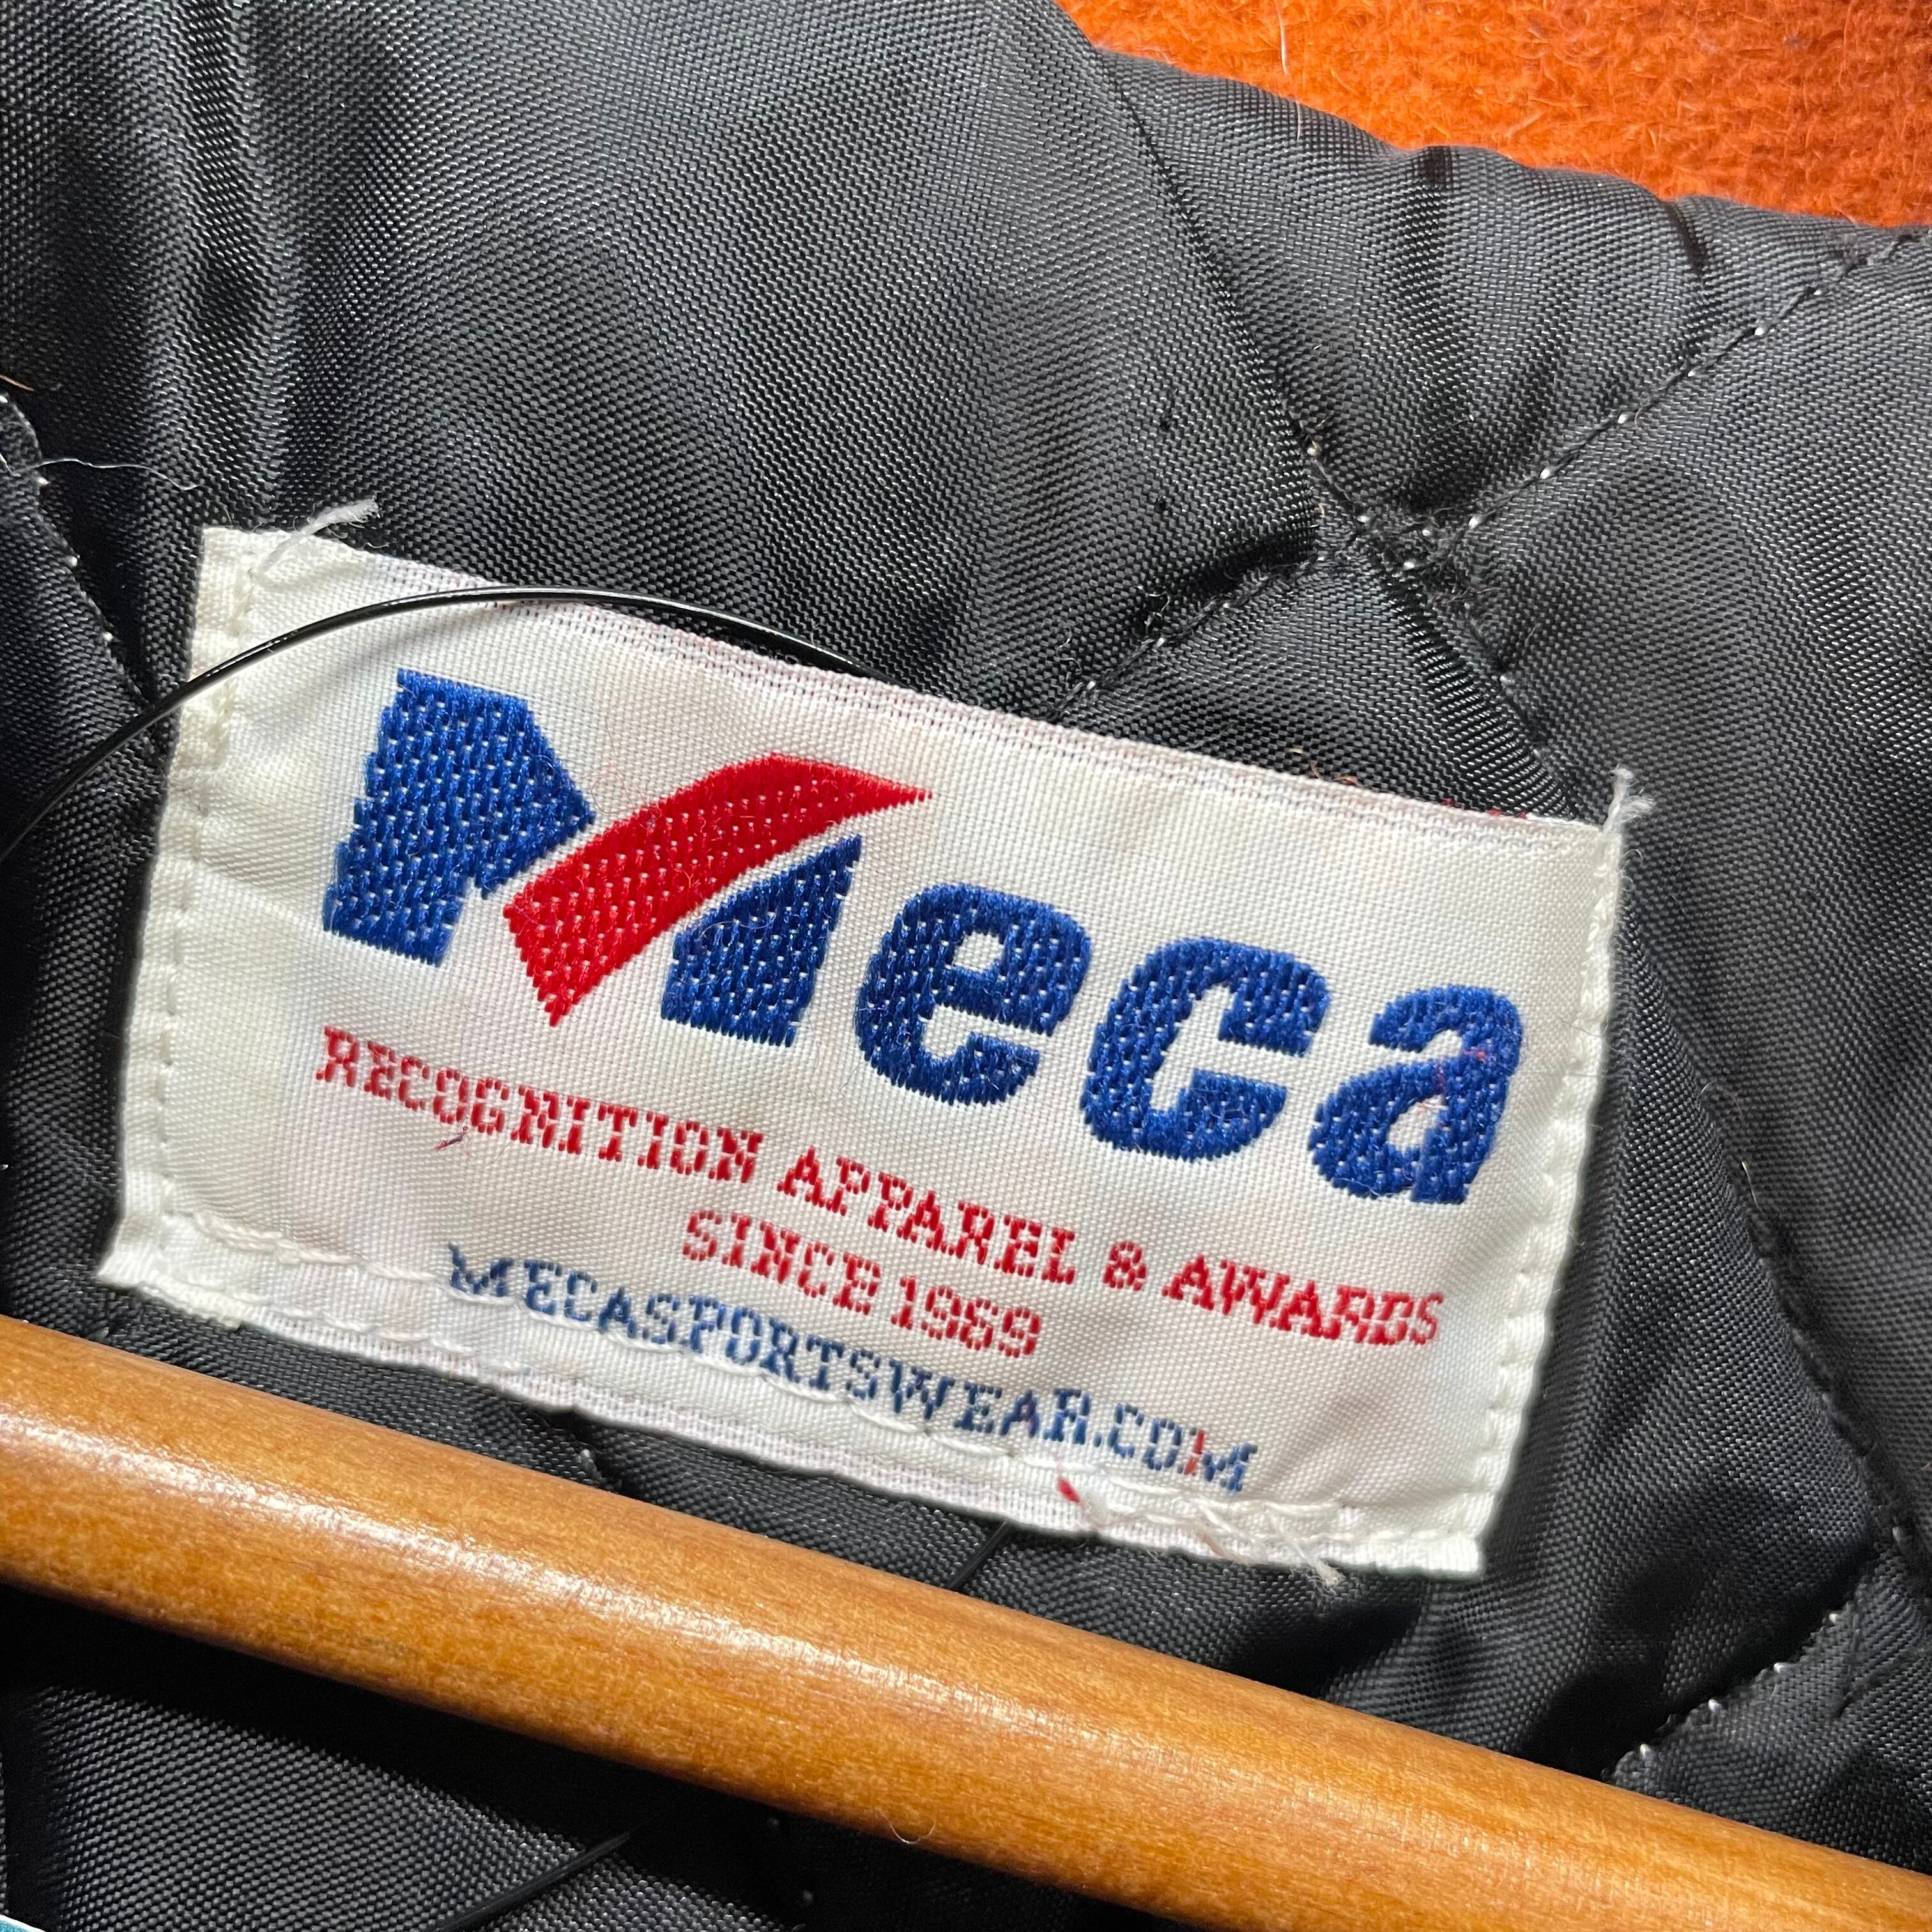 Meca
RECOGNITION APPAREL & AWARDS
SINCE 1969
MECASPORTSWEAR.COM